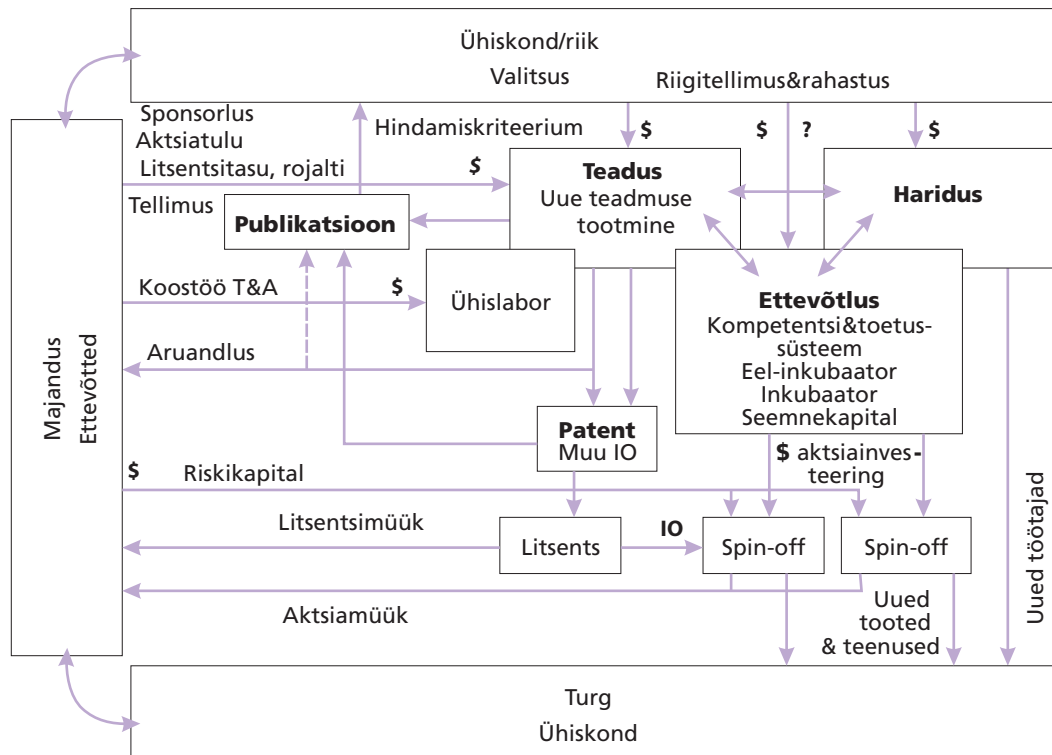 Ühiskond/riik
Valitsus
Riigitellimus&rahastus
Sponsorlus
Aktsiatulu
Hindamiskriteerium
$
$ ?
$
Litsentsitasu, rojalti
$
Teadus
Uue teadmuse
tootmine
Haridus
Tellimus
Publikatsioon
Koostöö T&A
$
Ühislabor
Ettevõtlus
Kompetentsi&toetus-
süsteem
Eel-inkubaator
Inkubaator
Seemnekapital
Aruandlus
Majandus
Ettevõtted
Patent
Muu IO
$ aktsiainves-
teering
$
Riskikapital
Litsentsimüük
Litsents
IO
Spin-off
Spin-off
Aktsiamüük
Uued
tooted
& teenused
Uued töötajad
Turg
Ühiskond